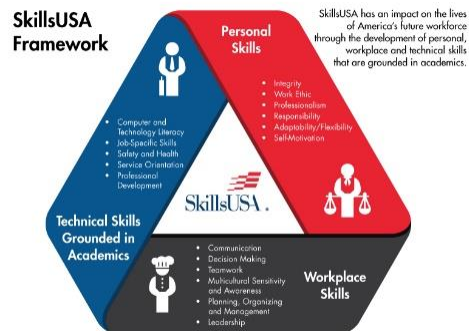 SkillsUSA
Framework
SkillsUSA has an impact on the lives
of America's future workforce
through the development of personal,
workplace and technical skills
that are grounded in academics.
Personal
Skills
• Integrity
• Work Ethic
• Professionalism
• Responsibility
• Adaptability/Flexibility
• Self-Motivation
• Computer and
Technology Literacy
• Job-Specific Skills
• Safety and Health
• Service Orientation
• Professional
Development
Technical Skills
Grounded in
Academics
SkillsUSA.
• Communication
• Decision Making
• Teamwork
• Multicultural Sensitivity
and Awareness
• Planning, Organizing
and Management
• Leadership
Workplace
Skills